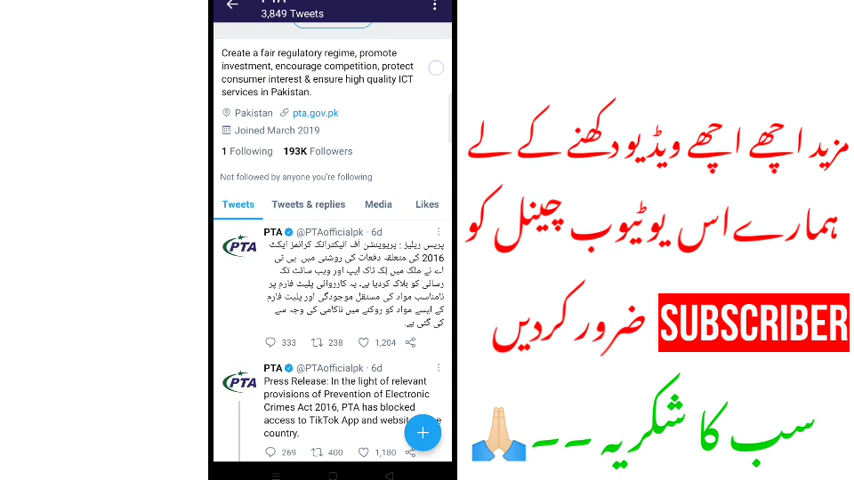 3,849 Tweets
Create a fair regulatory regime, promote
investment, encourage competition, protect
consumer interest & ensure high quality ICT
services in Pakistan.
Pakistan pta.gov.pk
Joined March 2019
1 Following 193K Followers
Not followed by anyone you're following
Tweets Tweets & replies Media Likes
PTA @PTAofficialpk · 6d
PTA
پریس ریلیز : پریوینشن آف الیکٹرانک کرائمز ایکٹ
2016 کی متعلقہ دفعات کی روشنی میں پی ٹی
اے نے ملک میں ٹک ٹاک ایپ اور ویب سائٹ تک
رسائی کو بلاک کردیا ہے۔ یہ کارروائی پلیٹ فارم پر
نامناسب مواد کی مستقل موجودگی اور پلیٹ فارم
کے ایسے مواد کو روکنے میں ناکامی کی وجہ سے
کی گئی ہے۔
333 238 1,204
PTA @PTAofficialpk · 6d
PTA
Press Release: In the light of relevant
provisions of Prevention of Electronic
Crimes Act 2016, PTA has blocked
access to TikTok App and website
country.
269 400 1,180
مزید اچھے اچھے ویڈیو دکھنے کے لے
ہمارے اس یوٹیوب چینل کو
SUBSCRIBER ضرور کردیں
سب کا شکریہ --